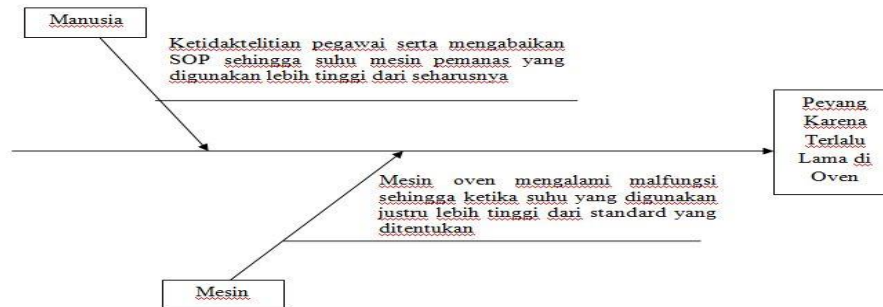 Manusia
Ketidaktelitian pegawai serta mengabaikan
SOP sehingga suhu mesin pemanas yang
digunakan lebih tinggi dari seharusnya
Peyang
Karena
Terlalu
Lama di
Oven
Mesin oven mengalami malfungsi
sehingga ketika suhu yang digunakan
justru lebih tinggi dari standard yang
ditentukan
Mesin